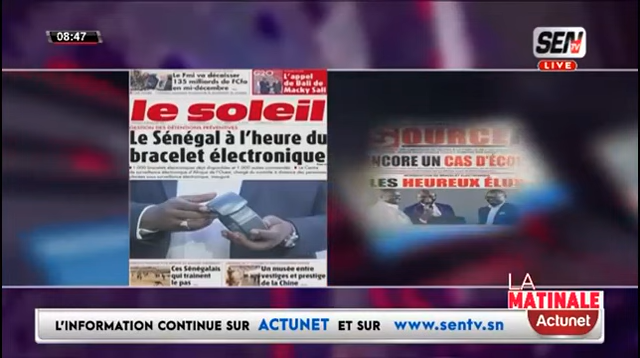 08:47
SEN
TV
LIVE
Le Fmi va décaisser
135 milliards de FCfa
en mi-décembre ...
G20
L'appel
de Bali de
Macky Sall
le soleil
Le Sénégal à l'heure du
bracelet électronique
SOURCE
ENCORE UN CAS D'ÉCO
LES HEUREUX ÉLUS
Ces Sénégalais
qui traînent
le pas ...
Un musée entre
vestiges et prestige
de la Chine ...
LA
MATINALE
Actunet
L'INFORMATION CONTINUE SUR ACTUNET ET SUR www.sentv.sn